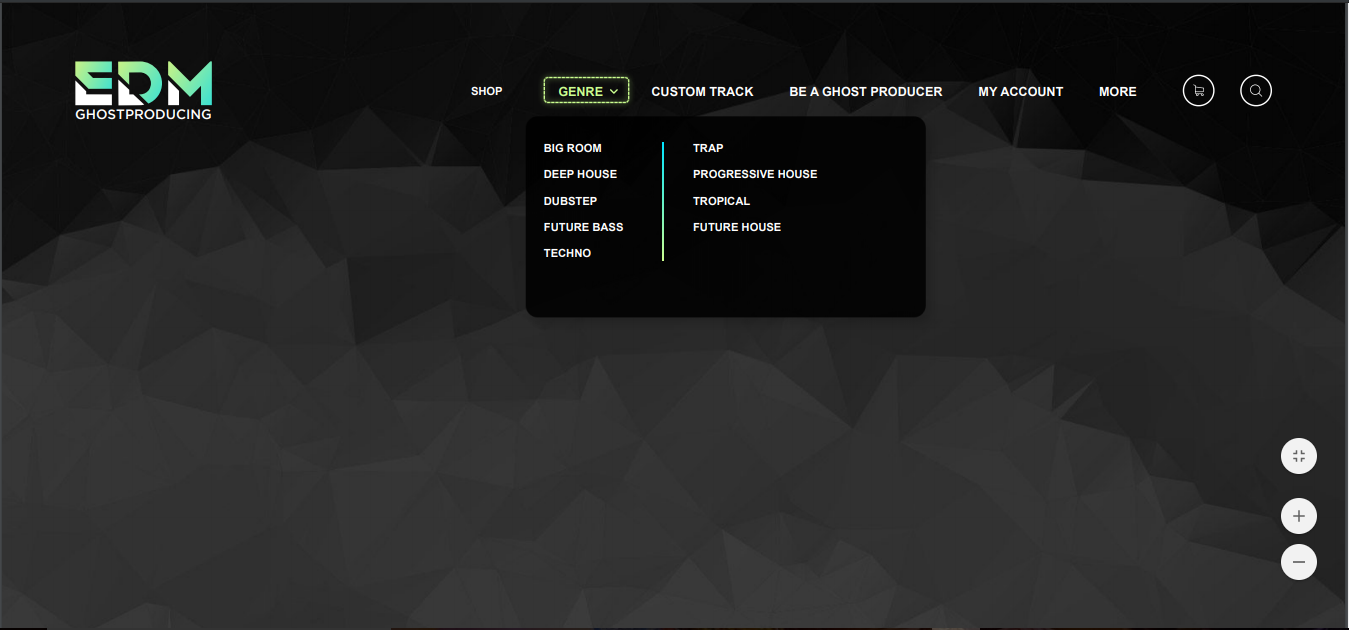 EDM
GHOSTPRODUCING
SHOP
GENRE
CUSTOM TRACK
BE A GHOST PRODUCER
MY ACCOUNT
MORE
BIG ROOM
DEEP HOUSE
DUBSTEP
FUTURE BASS
TECHNO
TRAP
PROGRESSIVE HOUSE
TROPICAL
FUTURE HOUSE